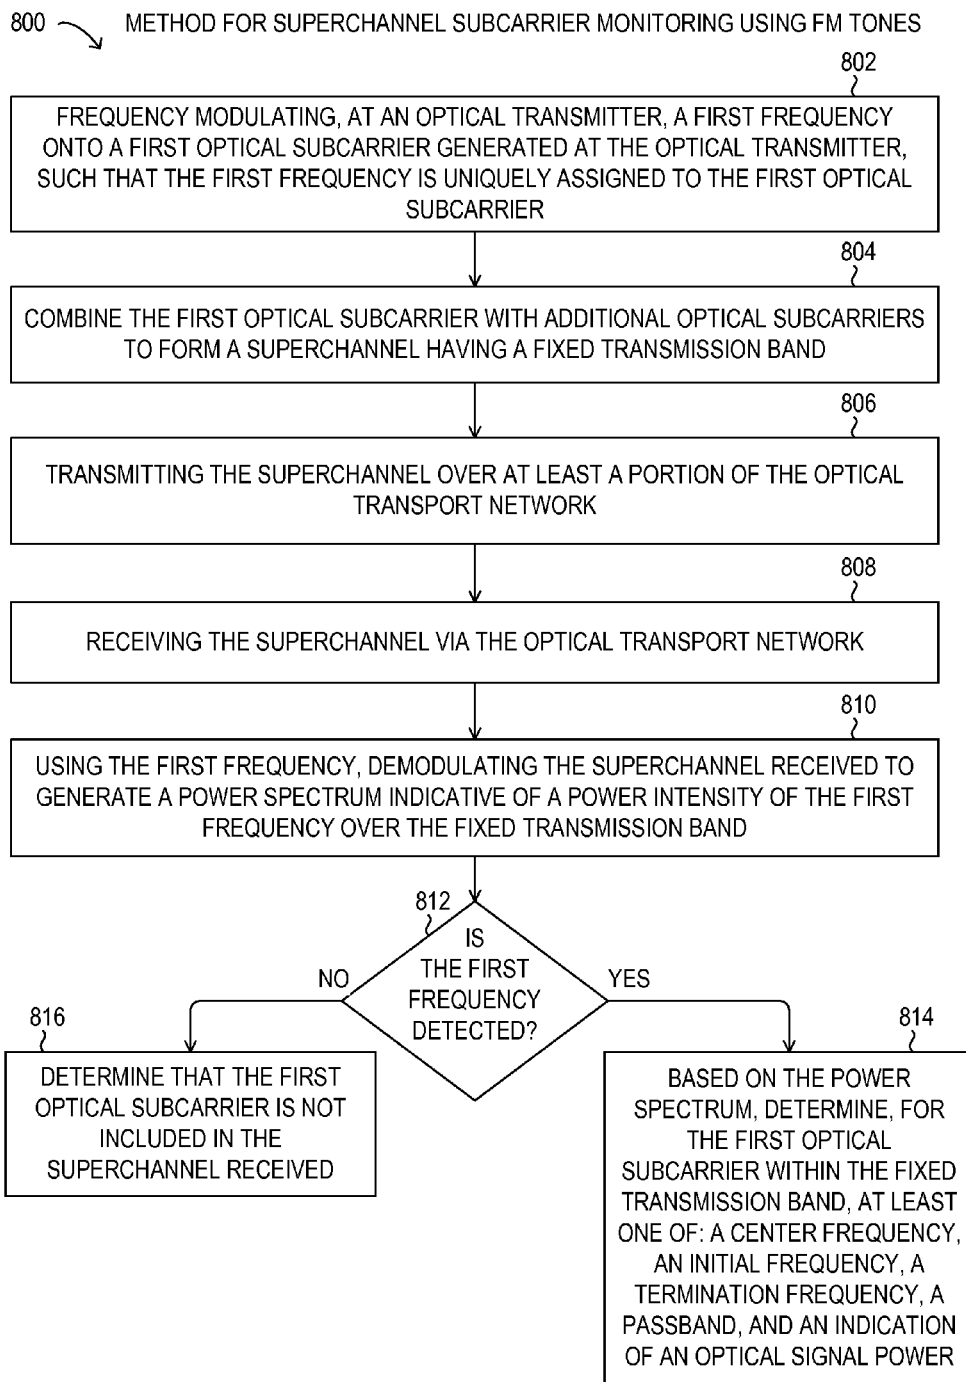 800 METHOD FOR SUPERCHANNEL SUBCARRIER MONITORING USING FM TONES
802
FREQUENCY MODULATING, AT AN OPTICAL TRANSMITTER, A FIRST FREQUENCY
ONTO A FIRST OPTICAL SUBCARRIER GENERATED AT THE OPTICAL TRANSMITTER,
SUCH THAT THE FIRST FREQUENCY IS UNIQUELY ASSIGNED TO THE FIRST OPTICAL
SUBCARRIER
804
COMBINE THE FIRST OPTICAL SUBCARRIER WITH ADDITIONAL OPTICAL SUBCARRIERS
TO FORM A SUPERCHANNEL HAVING A FIXED TRANSMISSION BAND
806
TRANSMITTING THE SUPERCHANNEL OVER AT LEAST A PORTION OF THE OPTICAL
TRANSPORT NETWORK
808
RECEIVING THE SUPERCHANNEL VIA THE OPTICAL TRANSPORT NETWORK
810
USING THE FIRST FREQUENCY, DEMODULATING THE SUPERCHANNEL RECEIVED TO
GENERATE A POWER SPECTRUM INDICATIVE OF A POWER INTENSITY OF THE FIRST
FREQUENCY OVER THE FIXED TRANSMISSION BAND
812
IS
THE FIRST
FREQUENCY
DETECTED?
NO
YES
816
DETERMINE THAT THE FIRST
OPTICAL SUBCARRIER IS NOT
INCLUDED IN THE
SUPERCHANNEL RECEIVED
814
BASED ON THE POWER
SPECTRUM, DETERMINE, FOR
THE FIRST OPTICAL
SUBCARRIER WITHIN THE FIXED
TRANSMISSION BAND, AT LEAST
ONE OF: A CENTER FREQUENCY,
AN INITIAL FREQUENCY, A
TERMINATION FREQUENCY, A
PASSBAND, AND AN INDICATION
OF AN OPTICAL SIGNAL POWER